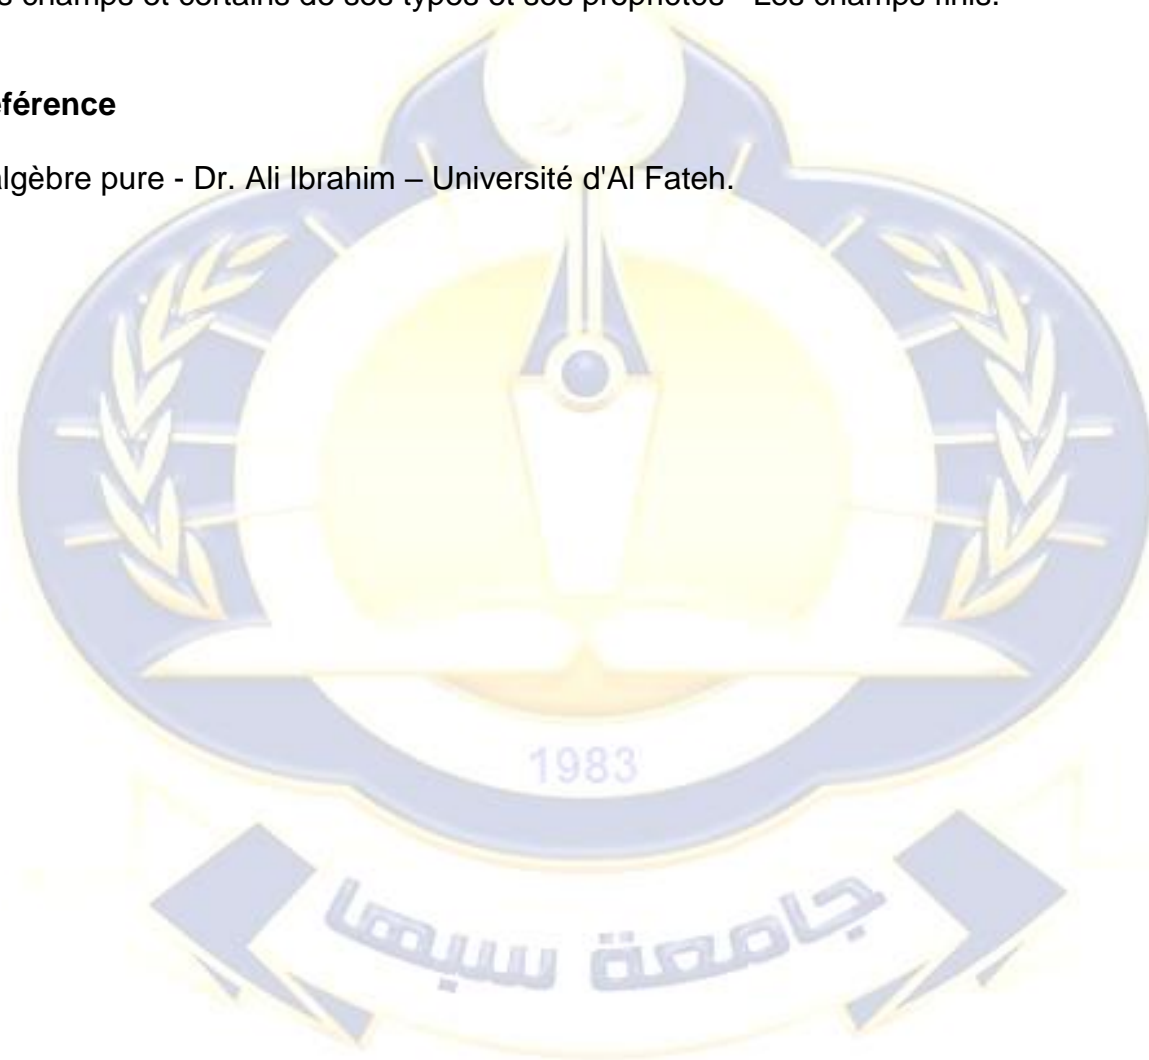 s champs et certains de ses types et ses propriétés - Les champs finis.
éférence
algèbre pure - Dr. Ali Ibrahim – Université d'Al Fateh.
1983
جامعة سبها